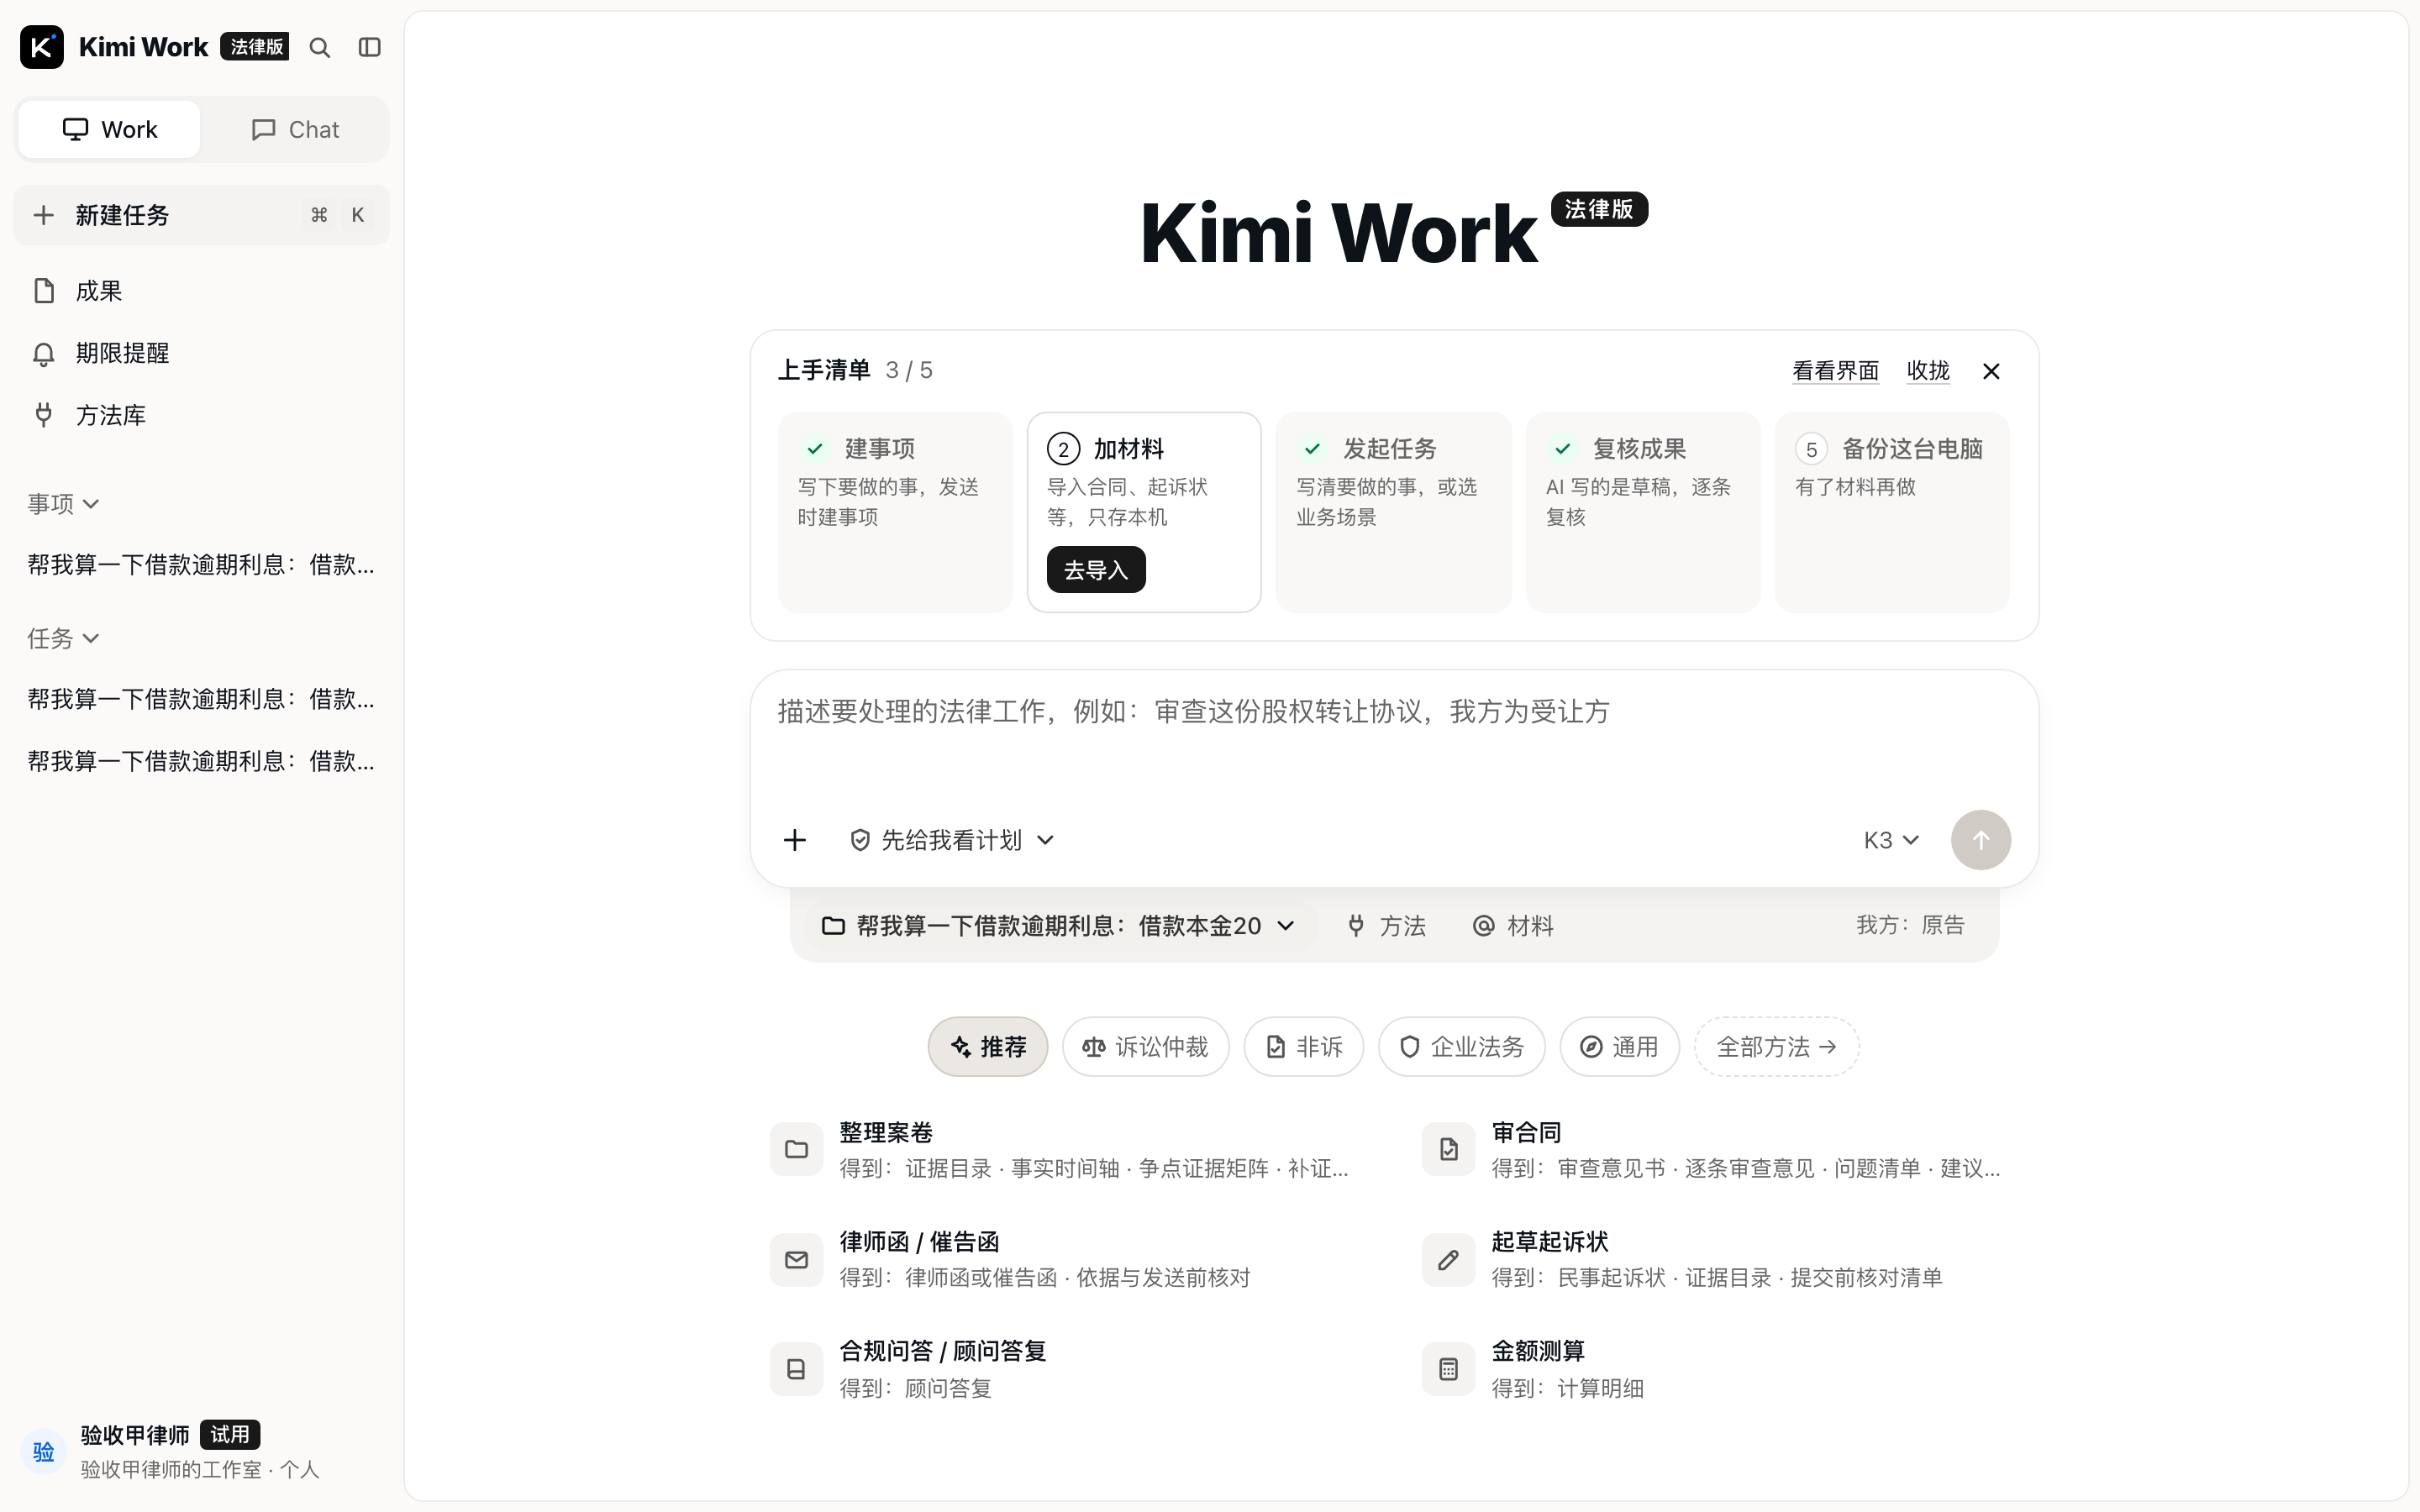 Kimi Work 法律版
Work
Chat
新建任务 ⌘ K
成果
期限提醒
方法库
事项
帮我算一下借款逾期利息：借款...
任务
帮我算一下借款逾期利息：借款...
帮我算一下借款逾期利息：借款...
验
验收甲律师 试用
验收甲律师的工作室 · 个人
Kimi Work 法律版
上手清单 3 / 5
看看界面 收拢
建事项
写下要做的事，发送
时建事项
2 加材料
导入合同、起诉状
等，只存本机
去导入
发起任务
写清要做的事，或选
业务场景
复核成果
AI 写的是草稿，逐条
复核
5 备份这台电脑
有了材料再做
描述要处理的法律工作，例如：审查这份股权转让协议，我方为受让方
先给我看计划
K3
帮我算一下借款逾期利息：借款本金20
方法
材料
我方：原告
推荐
诉讼仲裁
非诉
企业法务
通用
全部方法 →
整理案卷
得到：证据目录 · 事实时间轴 · 争点证据矩阵 · 补证...
审合同
得到：审查意见书 · 逐条审查意见 · 问题清单 · 建议...
律师函 / 催告函
得到：律师函或催告函 · 依据与发送前核对
起草起诉状
得到：民事起诉状 · 证据目录 · 提交前核对清单
合规问答 / 顾问答复
得到：顾问答复
金额测算
得到：计算明细